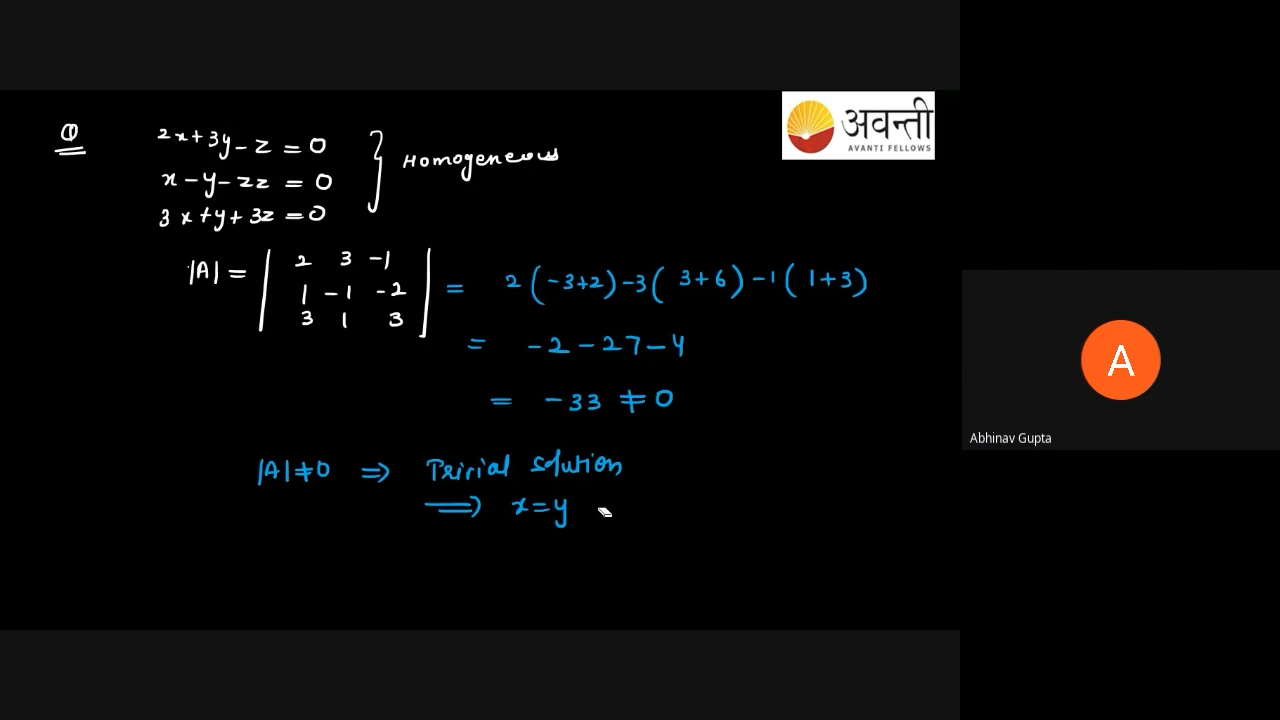 Q
2x+3y-z=0
x-y-2z=0
3x+y+3z=0
Homogeneous
अवन्ती
AVANTI FELLOWS
|A| = | 2 3 -1 | = 2(-3+2)-3(3+6)-1(1+3)
1 -1 -2
3 1 3
= -2-27-4
= -33 ≠ 0
|A|≠0 ⇒ Trivial solution
⇒ x=y
A
Abhinav Gupta